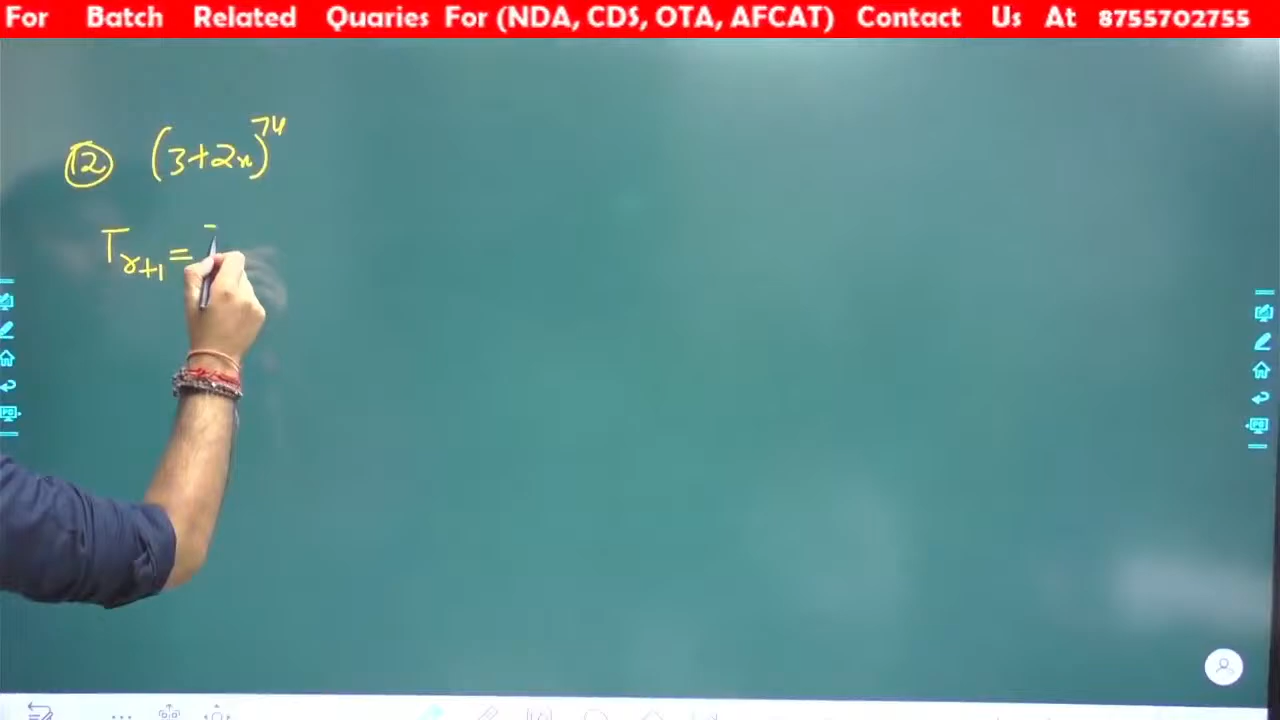 For Batch Related Quaries For (NDA, CDS, OTA, AFCAT) Contact Us At 8755702755
12 (3+2x)^74
T_{r+1} =